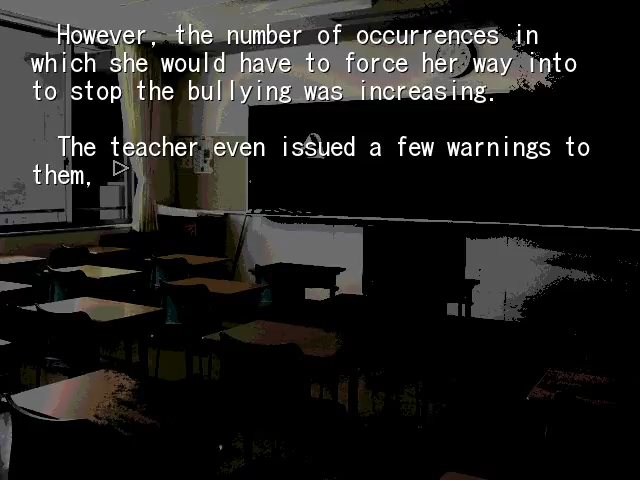 However, the number of occurrences in
which she would have to force her way into
to stop the bullying was increasing.
The teacher even issued a few warnings to
them,